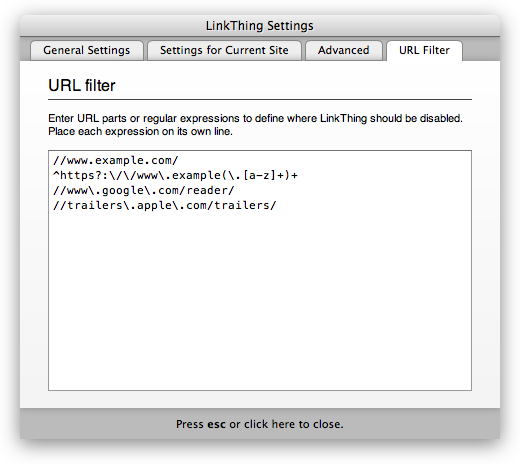 LinkThing Settings
General Settings
Settings for Current Site
Advanced
URL Filter
URL filter
Enter URL parts or regular expressions to define where LinkThing should be disabled.
Place each expression on its own line.
//www.example.com/
^https?:\/\/www\.example(\.[a-z]+)+
//www\.google\.com/reader/
//trailers\.apple\.com/trailers/
Press esc or click here to close.